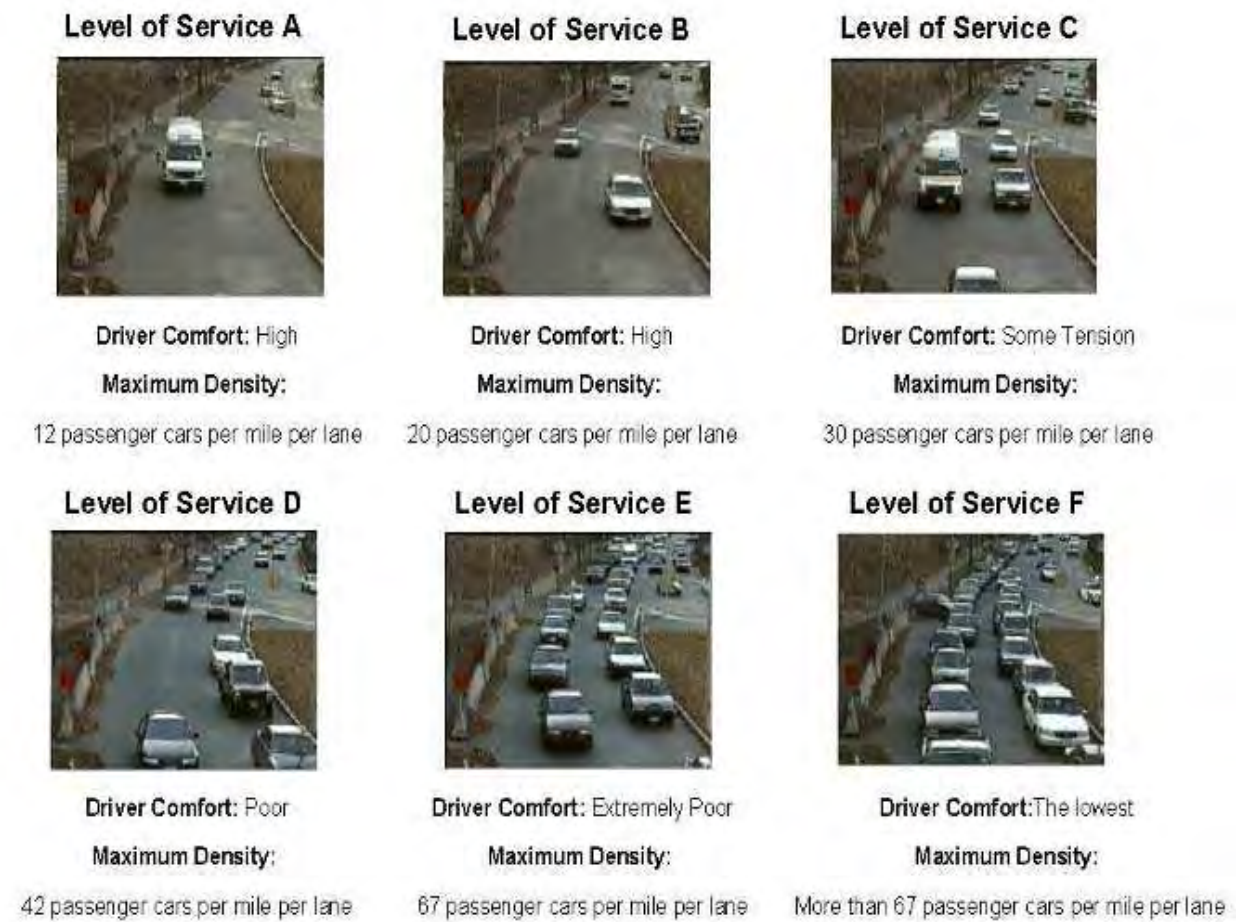 Level of Service A
Level of Service B
Level of Service C
Driver Comfort: High
Driver Comfort: High
Driver Comfort: Some Tension
Maximum Density:
Maximum Density:
Maximum Density:
12 passenger cars per mile per lane
20 passenger cars per mile per lane
30 passenger cars per mile per lane
Level of Service D
Level of Service E
Level of Service F
Driver Comfort: Poor
Driver Comfort: Extremely Poor
Driver Comfort:The lowest
Maximum Density:
Maximum Density:
Maximum Density:
42 passenger cars per mile per lane
67 passenger cars per mile per lane
More than 67 passenger cars per mile per lane